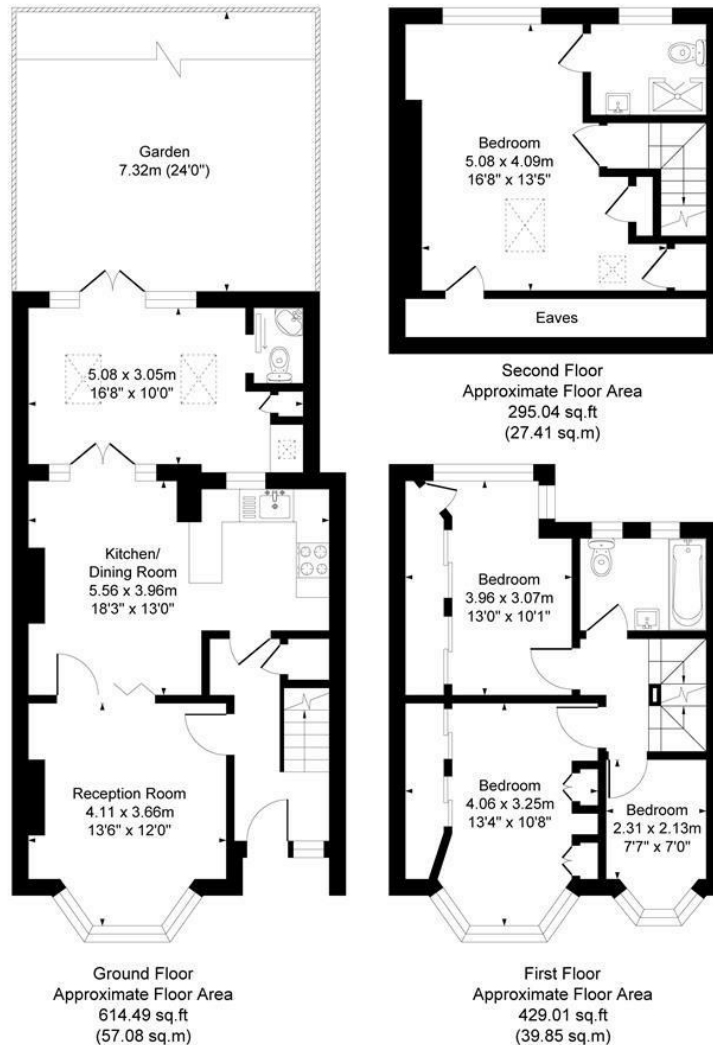 Garden
7.32m (24'0")
5.08 x 3.05m
16'8" x 10'0"
Kitchen/
Dining Room
5.56 x 3.96m
18'3" x 13'0"
Reception Room
4.11 x 3.66m
13'6" x 12'0"
Ground Floor
Approximate Floor Area
614.49 sq.ft
(57.08 sq.m)
Bedroom
5.08 x 4.09m
16'8" x 13'5"
Eaves
Second Floor
Approximate Floor Area
295.04 sq.ft
(27.41 sq.m)
Bedroom
3.96 x 3.07m
13'0" x 10'1"
Bedroom
4.06 x 3.25m
13'4" x 10'8"
Bedroom
2.31 x 2.13m
7'7" x 7'0"
First Floor
Approximate Floor Area
429.01 sq.ft
(39.85 sq.m)